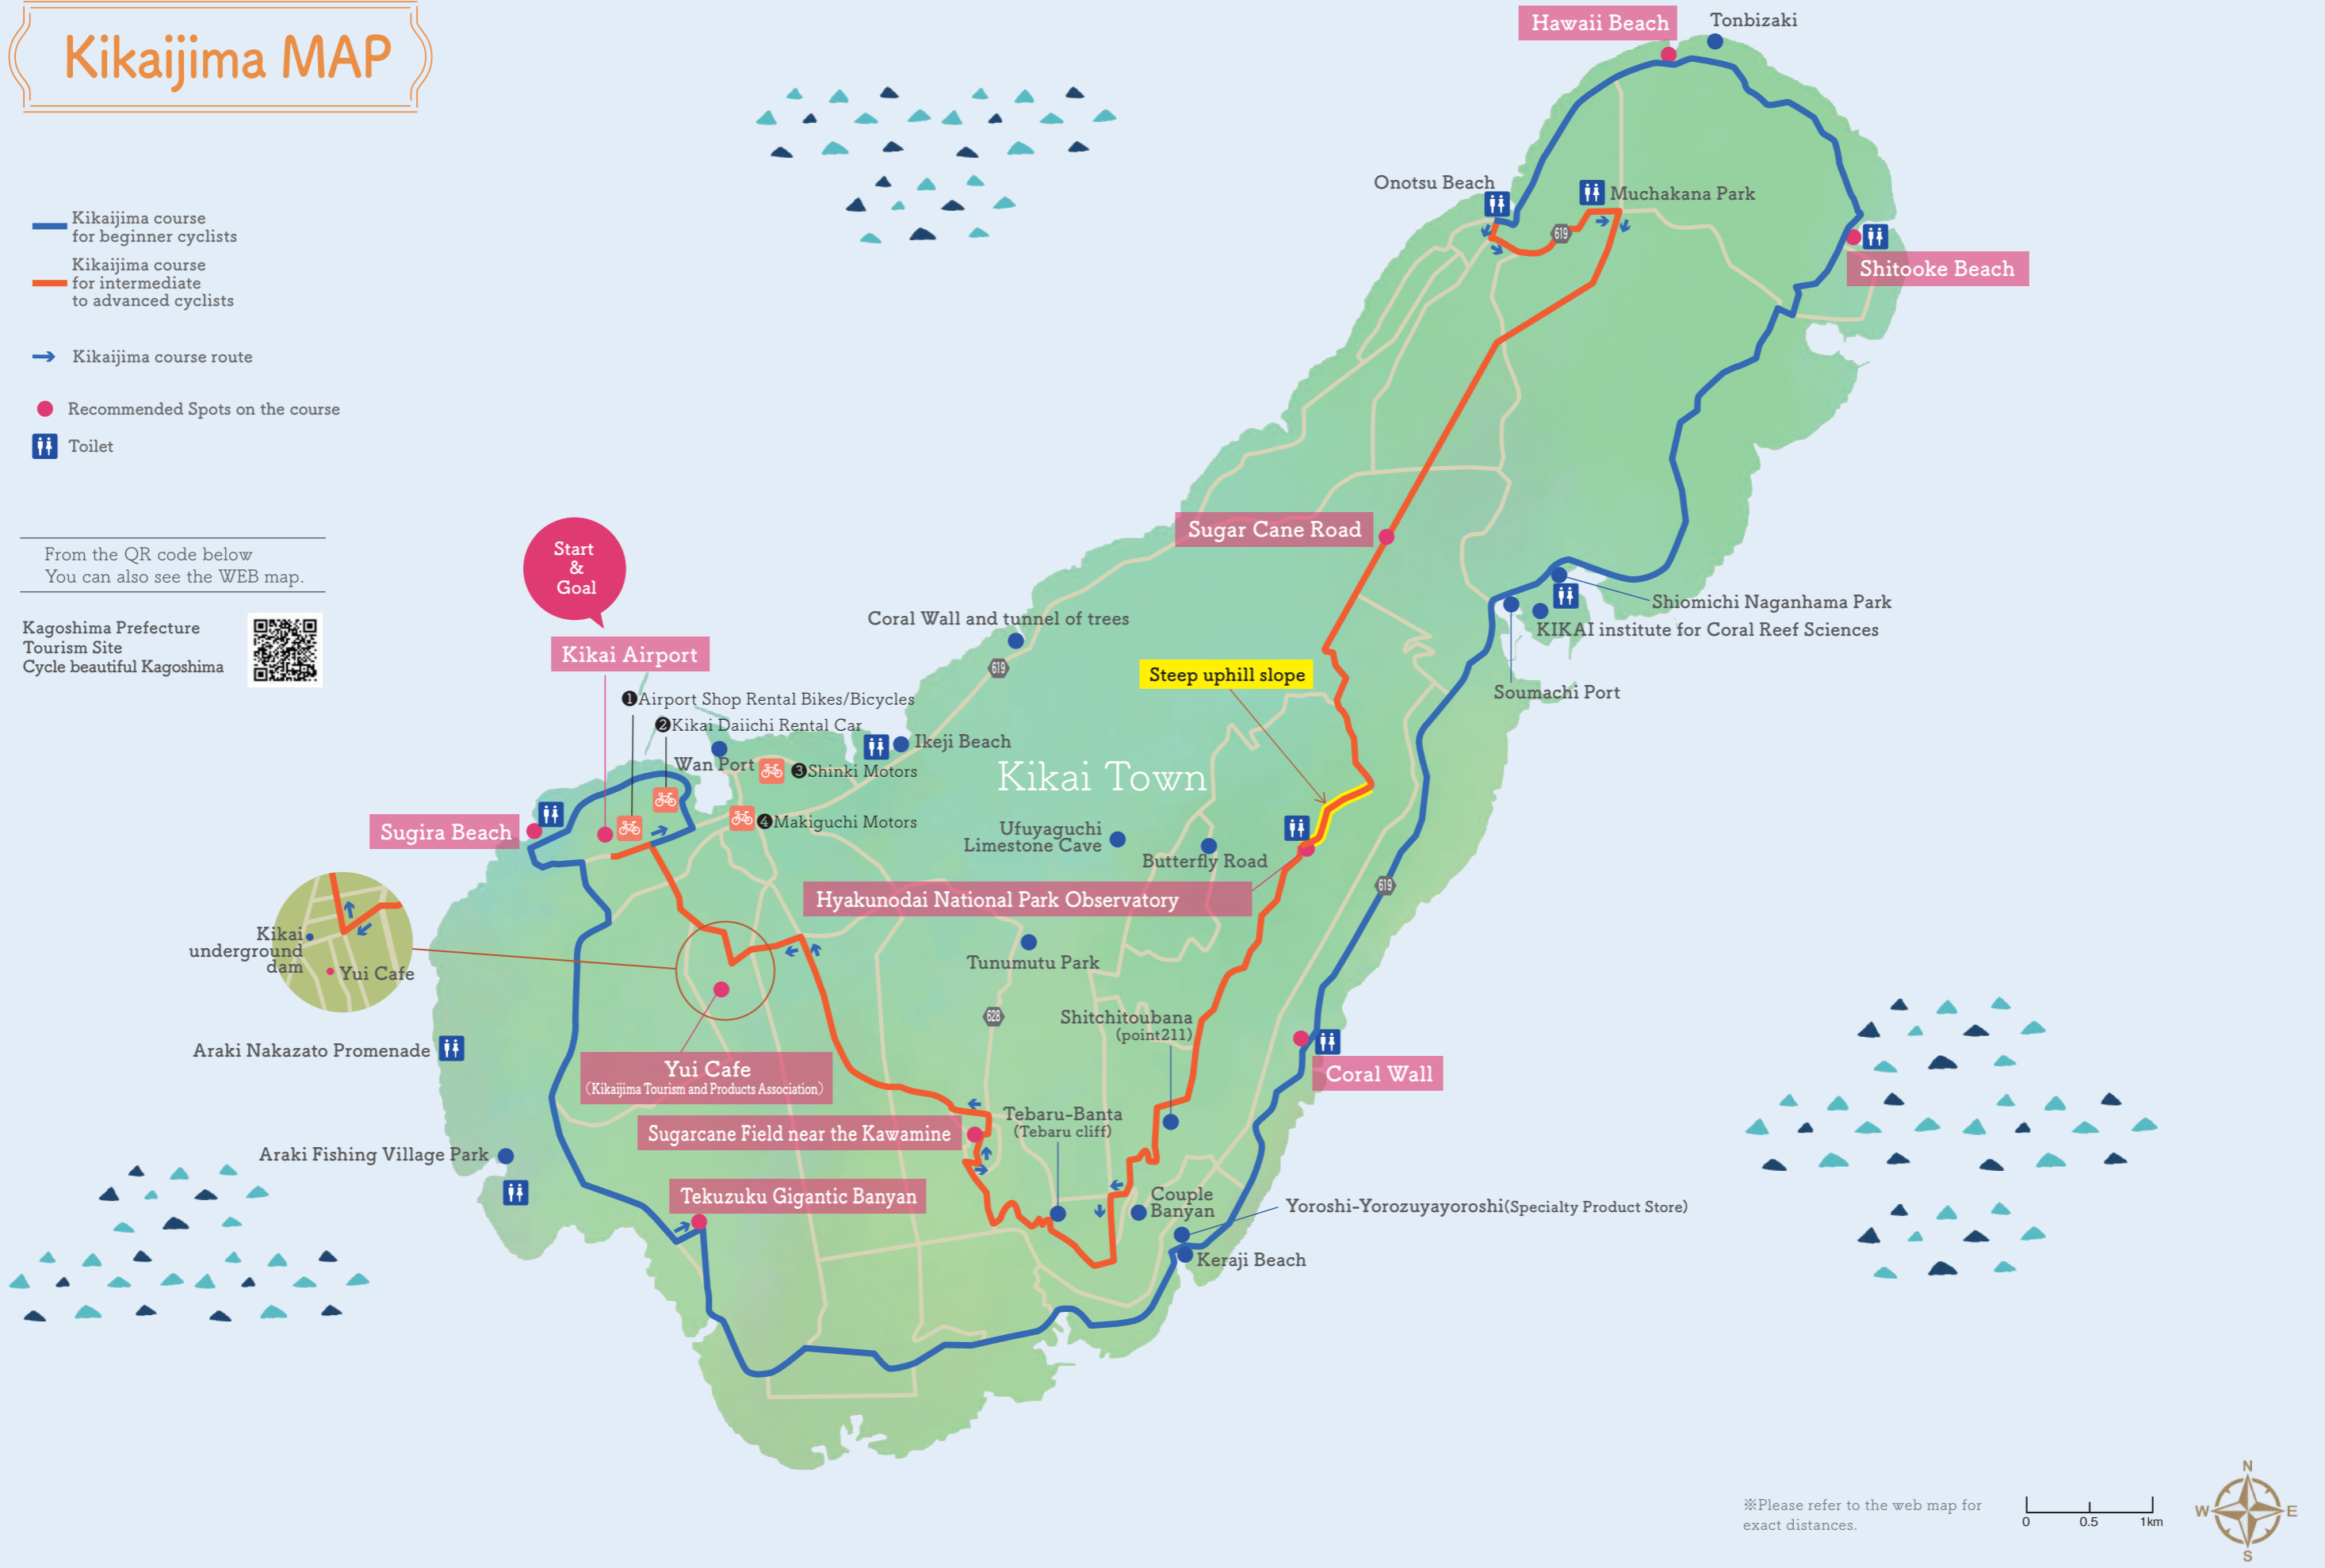 Kikaijima MAP
Kikaijima course
for beginner cyclists
Kikaijima course
for intermediate
to advanced cyclists
Kikaijima course route
Recommended Spots on the course
Toilet
From the QR code below
You can also see the WEB map.
Kagoshima Prefecture
Tourism Site
Cycle beautiful Kagoshima
Hawaii Beach
Tonbizaki
Onotsu Beach
Muchakana Park
619
Shitooke Beach
Sugar Cane Road
Start
&
Goal
Kikai Airport
Coral Wall and tunnel of trees
619
Shiomichi Naganhama Park
KIKAI institute for Coral Reef Sciences
Soumachi Port
Steep uphill slope
❶Airport Shop Rental Bikes/Bicycles
❷Kikai Daiichi Rental Car
Wan Port
Ikeji Beach
❸Shinki Motors
Kikai Town
❹Makiguchi Motors
Sugira Beach
Ufuyaguchi
Limestone Cave
Butterfly Road
619
Hyakunodai National Park Observatory
Kikai
underground
dam
Yui Cafe
Tunumutu Park
628
Shitchitoubana
(point211)
Araki Nakazato Promenade
Yui Cafe
(Kikaijima Tourism and Products Association)
Coral Wall
Tebaru-Banta
(Tebaru cliff)
Sugarcane Field near the Kawamine
Araki Fishing Village Park
Tekuzuku Gigantic Banyan
Couple
Banyan
Yoroshi-Yorozuyayoroshi(Specialty Product Store)
Keraji Beach
※Please refer to the web map for
exact distances.
0 0.5 1km
N
W E
S